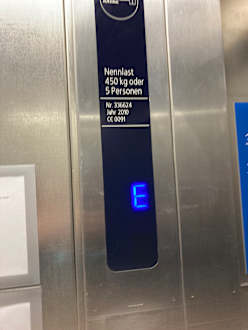 Nennlast
450 kg oder
5 Personen
Nr. 336624
Jahr 2010
CE 0091
E